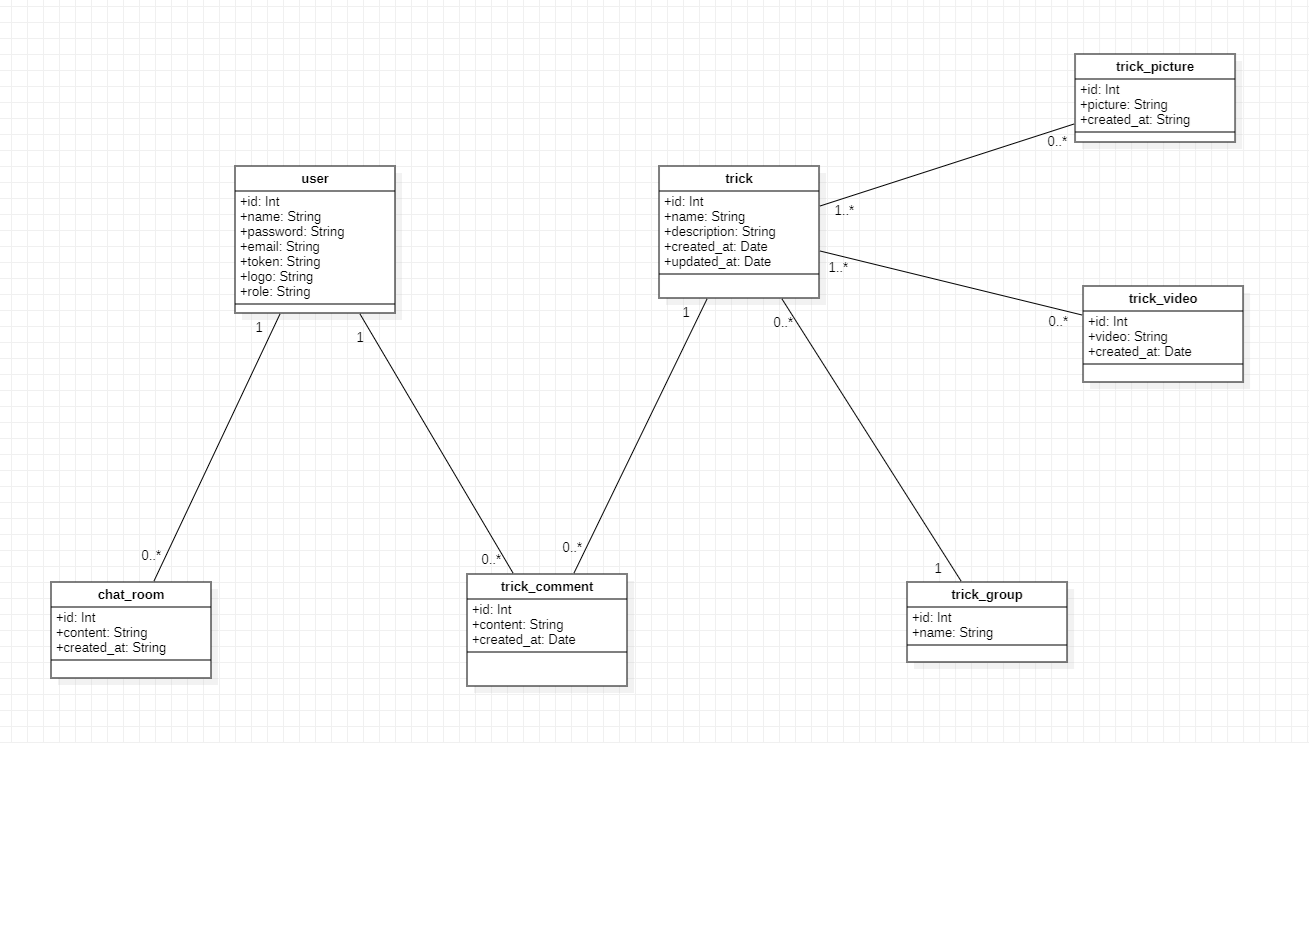 trick_picture
+id: Int
+picture: String
+created_at: String
0..*
1..*
user
+id: Int
+name: String
+password: String
+email: String
+token: String
+logo: String
+role: String
1
1
trick
+id: Int
+name: String
+description: String
+created_at: Date
+updated_at: Date
1..*
1
0..*
trick_video
+id: Int
+video: String
+created_at: Date
0..*
0..*
chat_room
+id: Int
+content: String
+created_at: String
0..*
0..*
trick_comment
+id: Int
+content: String
+created_at: Date
1
trick_group
+id: Int
+name: String